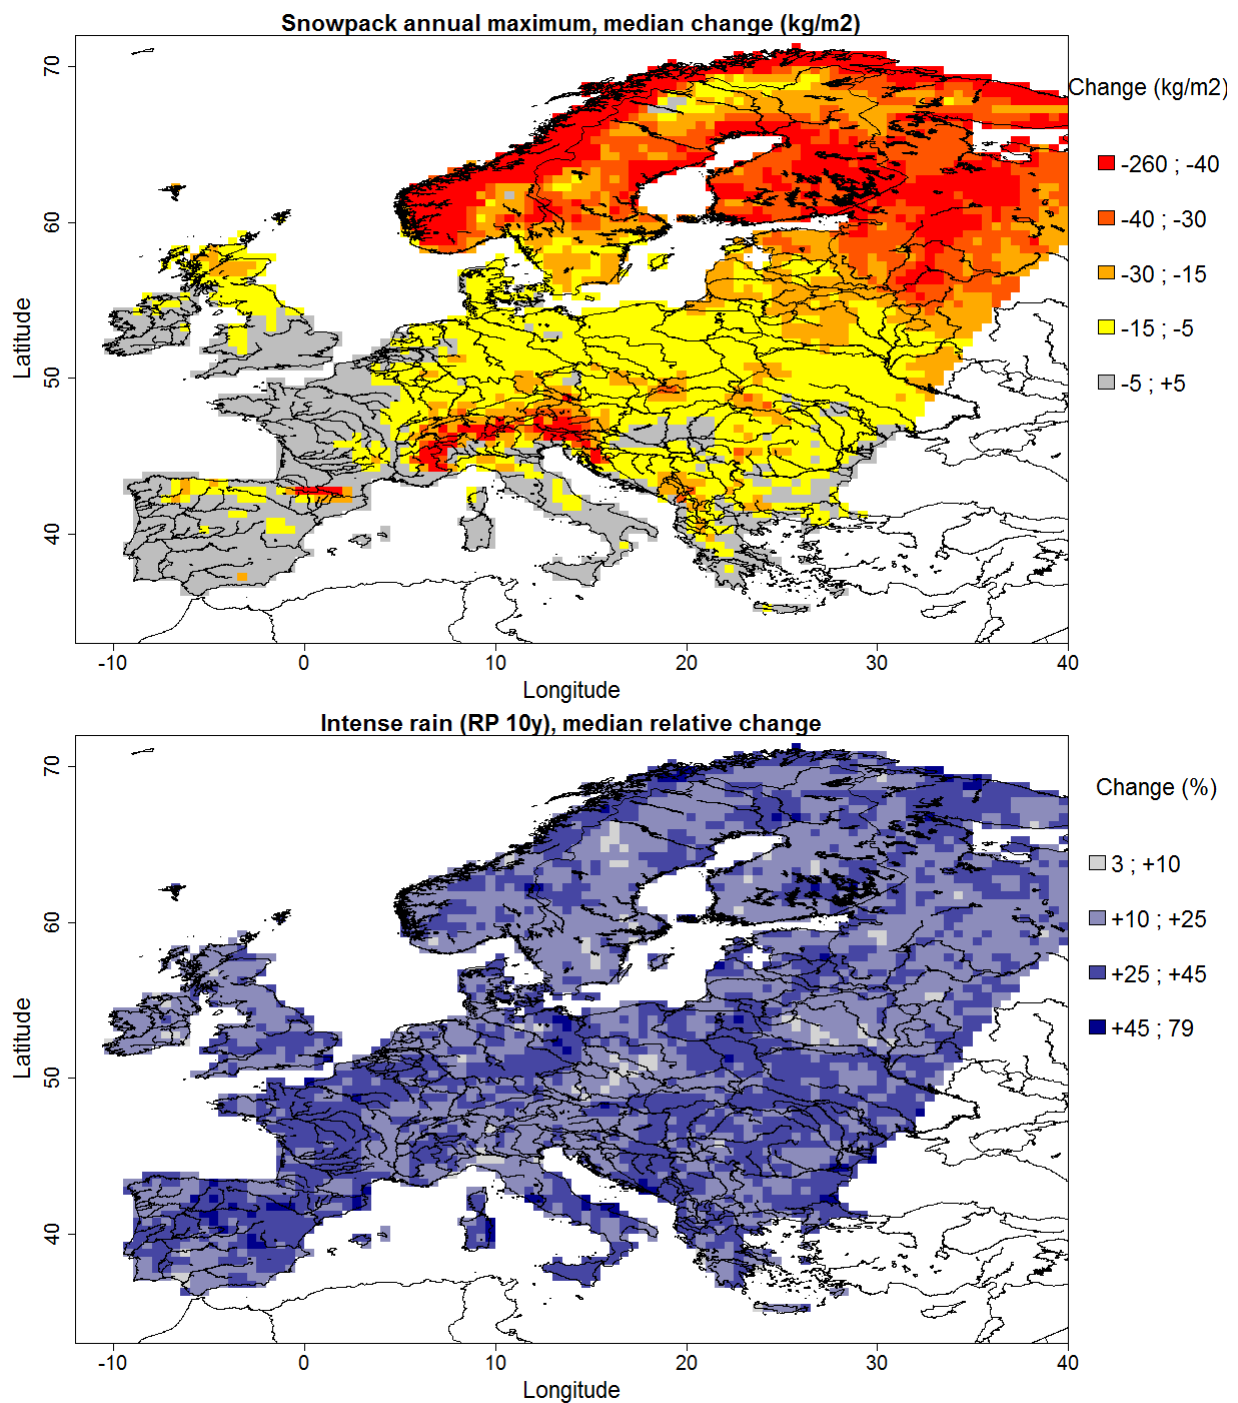 Snowpack annual maximum, median change (kg/m2)
Change (kg/m2)
-260 ; -40
-40 ; -30
-30 ; -15
-15 ; -5
-5 ; +5
Latitude
70
60
50
40
-10 0 10 20 30 40
Longitude
Intense rain (RP 10y), median relative change
Change (%)
3 ; +10
+10 ; +25
+25 ; +45
+45 ; 79
Latitude
70
60
50
40
-10 0 10 20 30 40
Longitude